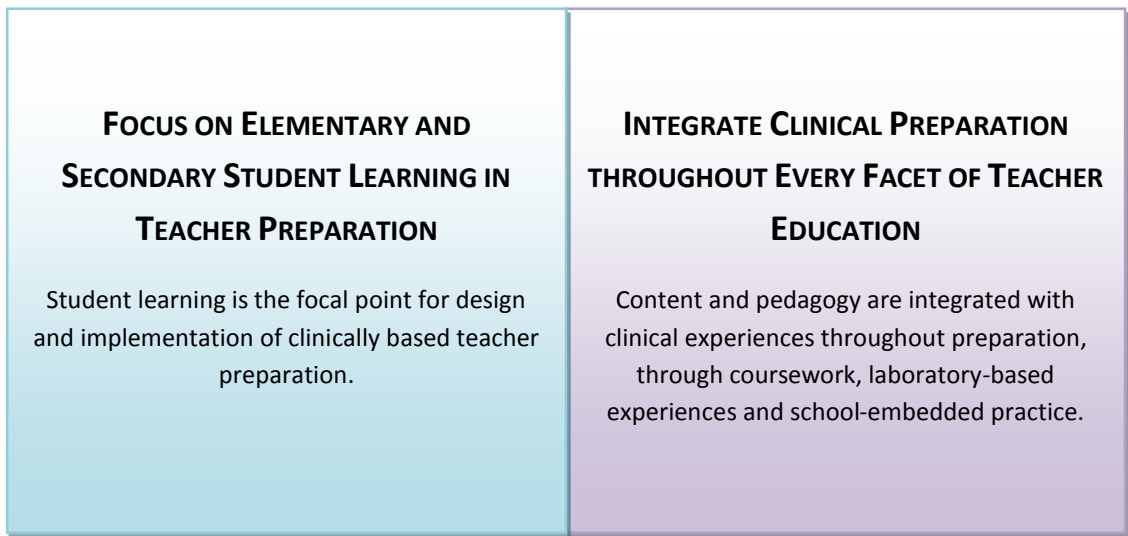 FOCUS ON ELEMENTARY AND
SECONDARY STUDENT LEARNING IN
TEACHER PREPARATION
Student learning is the focal point for design
and implementation of clinically based teacher
preparation.
INTEGRATE CLINICAL PREPARATION
THROUGHOUT EVERY FACET OF TEACHER
EDUCATION
Content and pedagogy are integrated with
clinical experiences throughout preparation,
through coursework, laboratory-based
experiences and school-embedded practice.